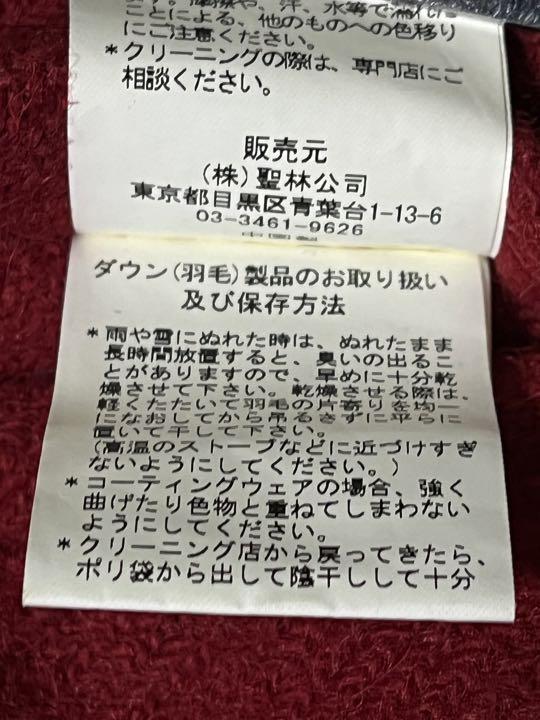 ことによる、他のものへの色移り
にご注意ください。
*クリーニングの際は、専門店にご
相談ください。
販売元
(株)聖林公司
東京都目黒区青葉台1-13-6
03-3461-9626
中国製
ダウン(羽毛)製品のお取り扱い
及び保存方法
*雨や雪にぬれた時は、ぬれたまま
長時間放置すると、臭いの出るこ
とがありますので、早めに十分乾
燥させて下さい。乾燥させる際は、
軽くたたいて羽毛の片寄りを均一
になおしてから吊るさずに平らに
置いて干して下さい。
(高温のストーブなどに近づけすぎ
ないようにしてください。)
*コーティングウェアの場合、強く
曲げたり色物と重ねてしまわない
ようにしてください。
*クリーニング店から戻ってきたら、
ポリ袋から出して陰干しして十分